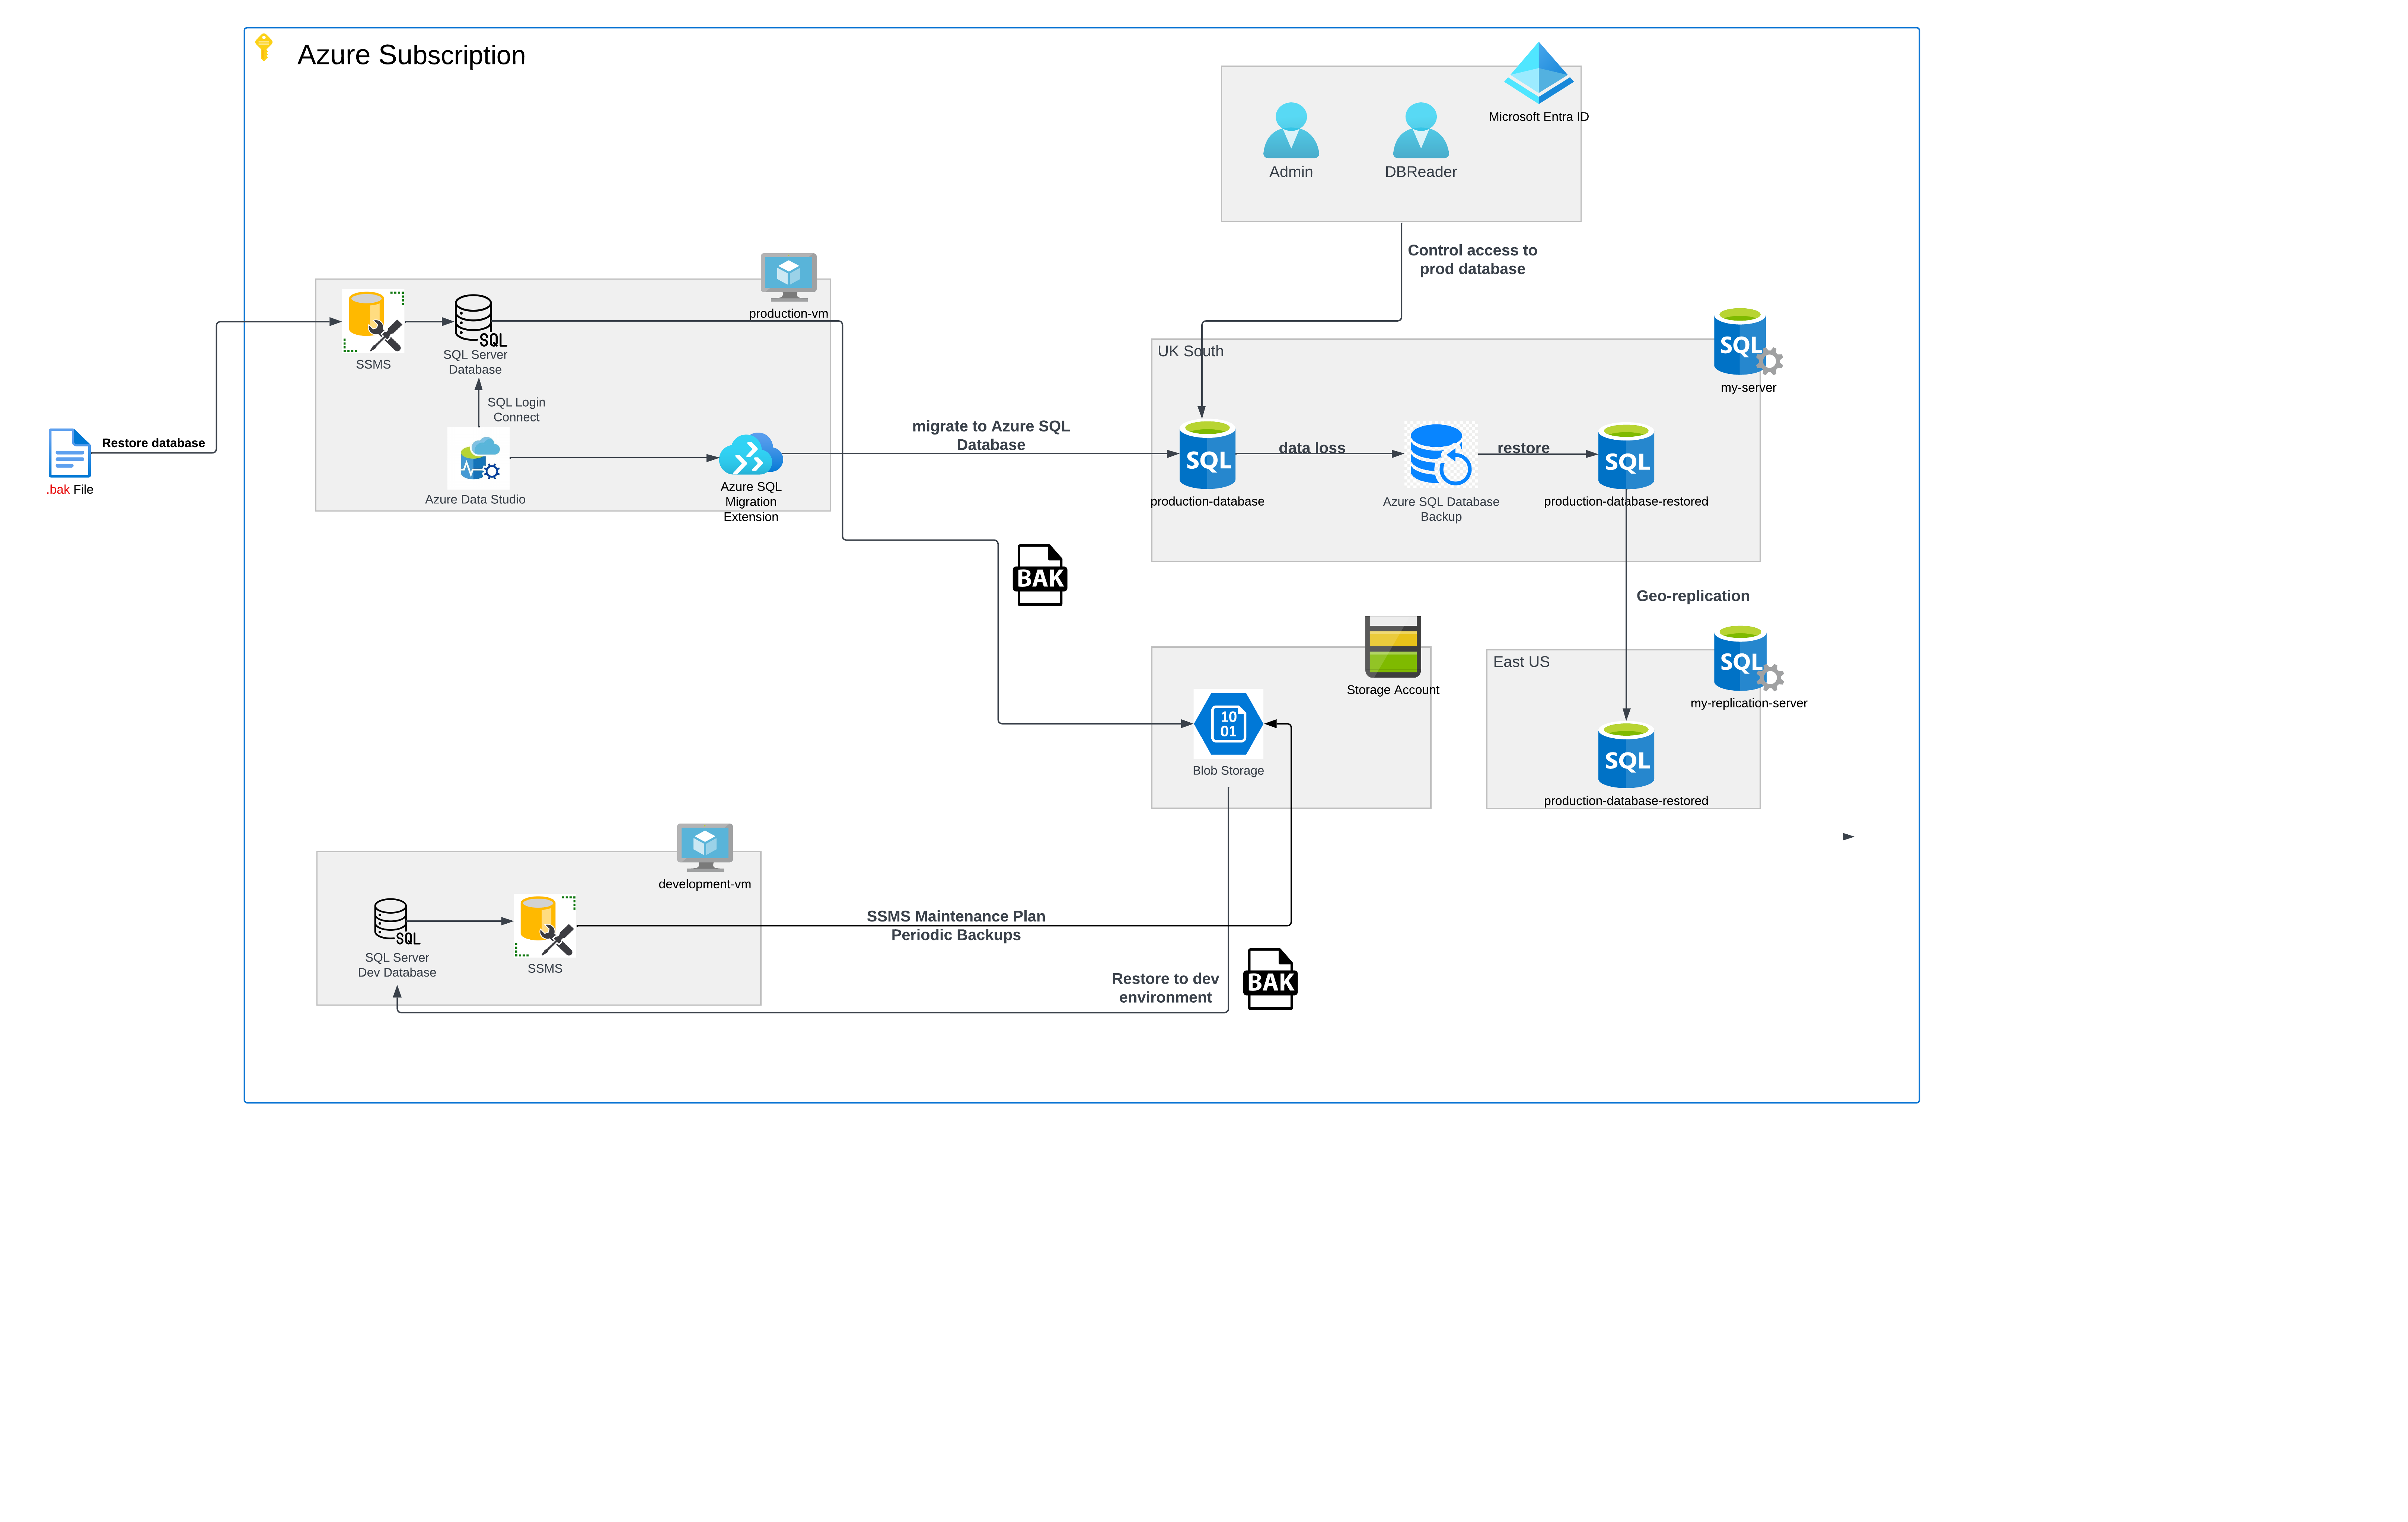 Azure Subscription
Microsoft Entra ID
Admin
DBReader
Control access to
prod database
production-vm
SSMS
SQL
SQL Server
Database
SQL Login
Connect
Azure Data Studio
Azure SQL
Migration
Extension
Restore database
.bak File
migrate to Azure SQL
Database
UK South
SQL
my-server
SQL
production-database
data loss
Azure SQL Database
Backup
restore
SQL
production-database-restored
BAK
Geo-replication
Storage Account
10
01
Blob Storage
East US
SQL
my-replication-server
SQL
production-database-restored
development-vm
SQL
SQL Server
Dev Database
SSMS
SSMS Maintenance Plan
Periodic Backups
Restore to dev
environment
BAK